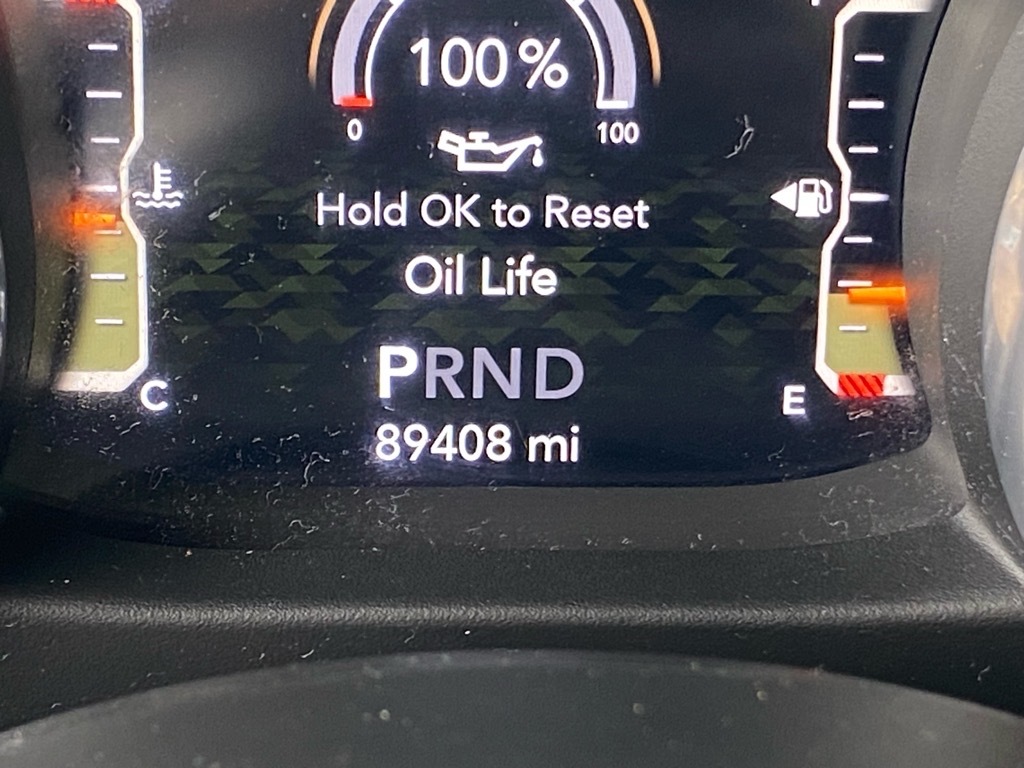 100 %
0 100
Hold OK to Reset
Oil Life
PRND
C E
89408 mi